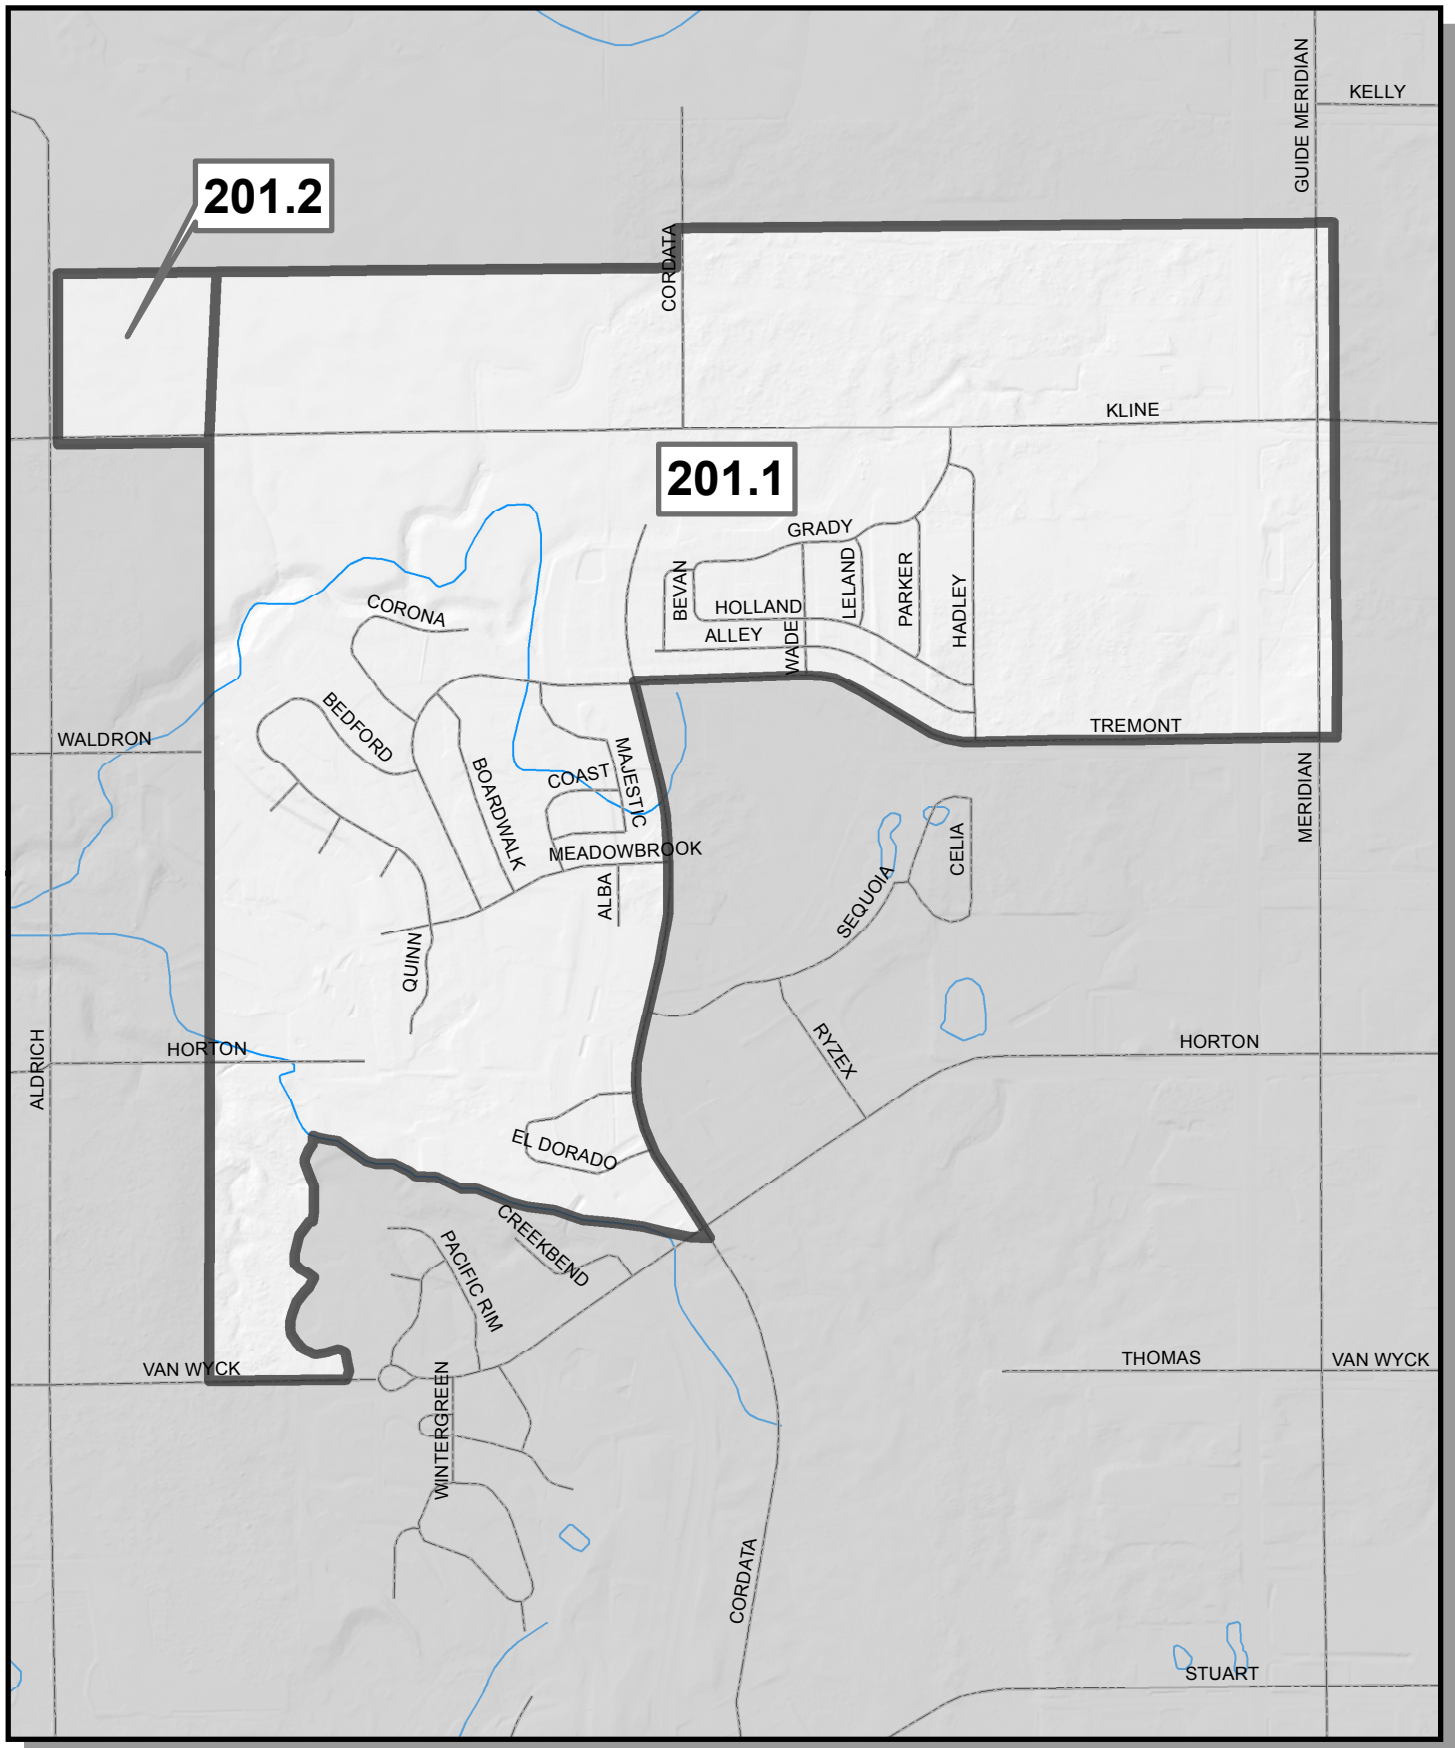 KELLY
GUIDE MERIDIAN
201.2
CORDATA
KLINE
201.1
GRADY
BEVAN
LELAND
PARKER
HADLEY
HOLLAND
ALLEY
WADE
CORONA
BEDFORD
WALDRON
TREMONT
BOARDWALK
COAST
MAJESTIC
MERIDIAN
MEADOWBROOK
ALBA
CELIA
SEQUOIA
QUINN
RYZEX
HORTON
HORTON
ALDRICH
EL DORADO
CREEKBEND
PACIFIC RIM
VAN WYCK
THOMAS
VAN WYCK
WINTERGREEN
CORDATA
STUART